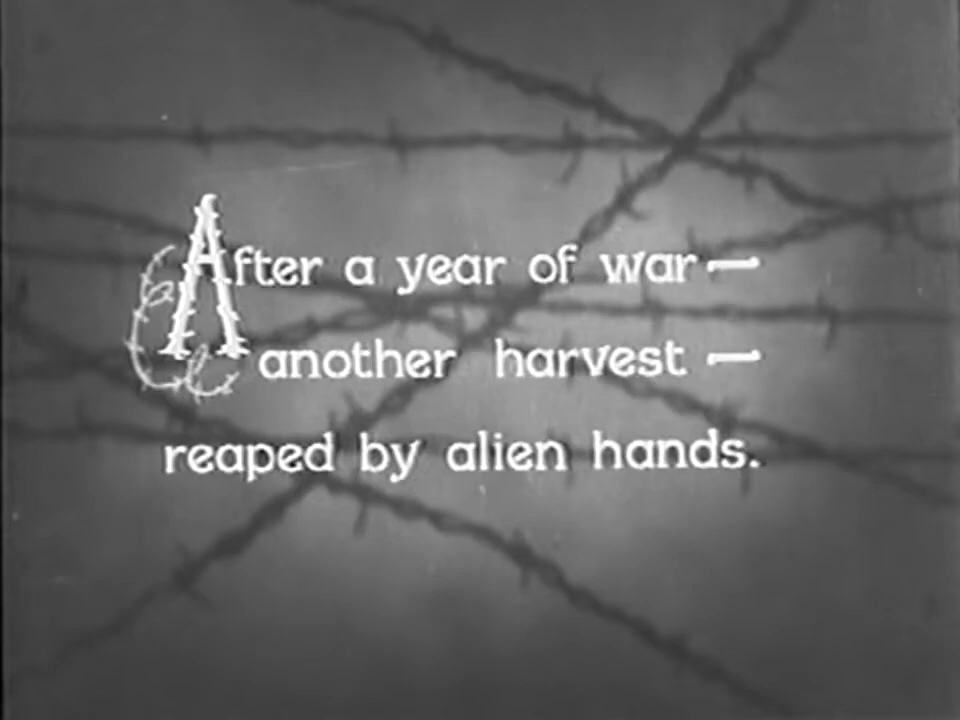 After a year of war—
another harvest—
reaped by alien hands.